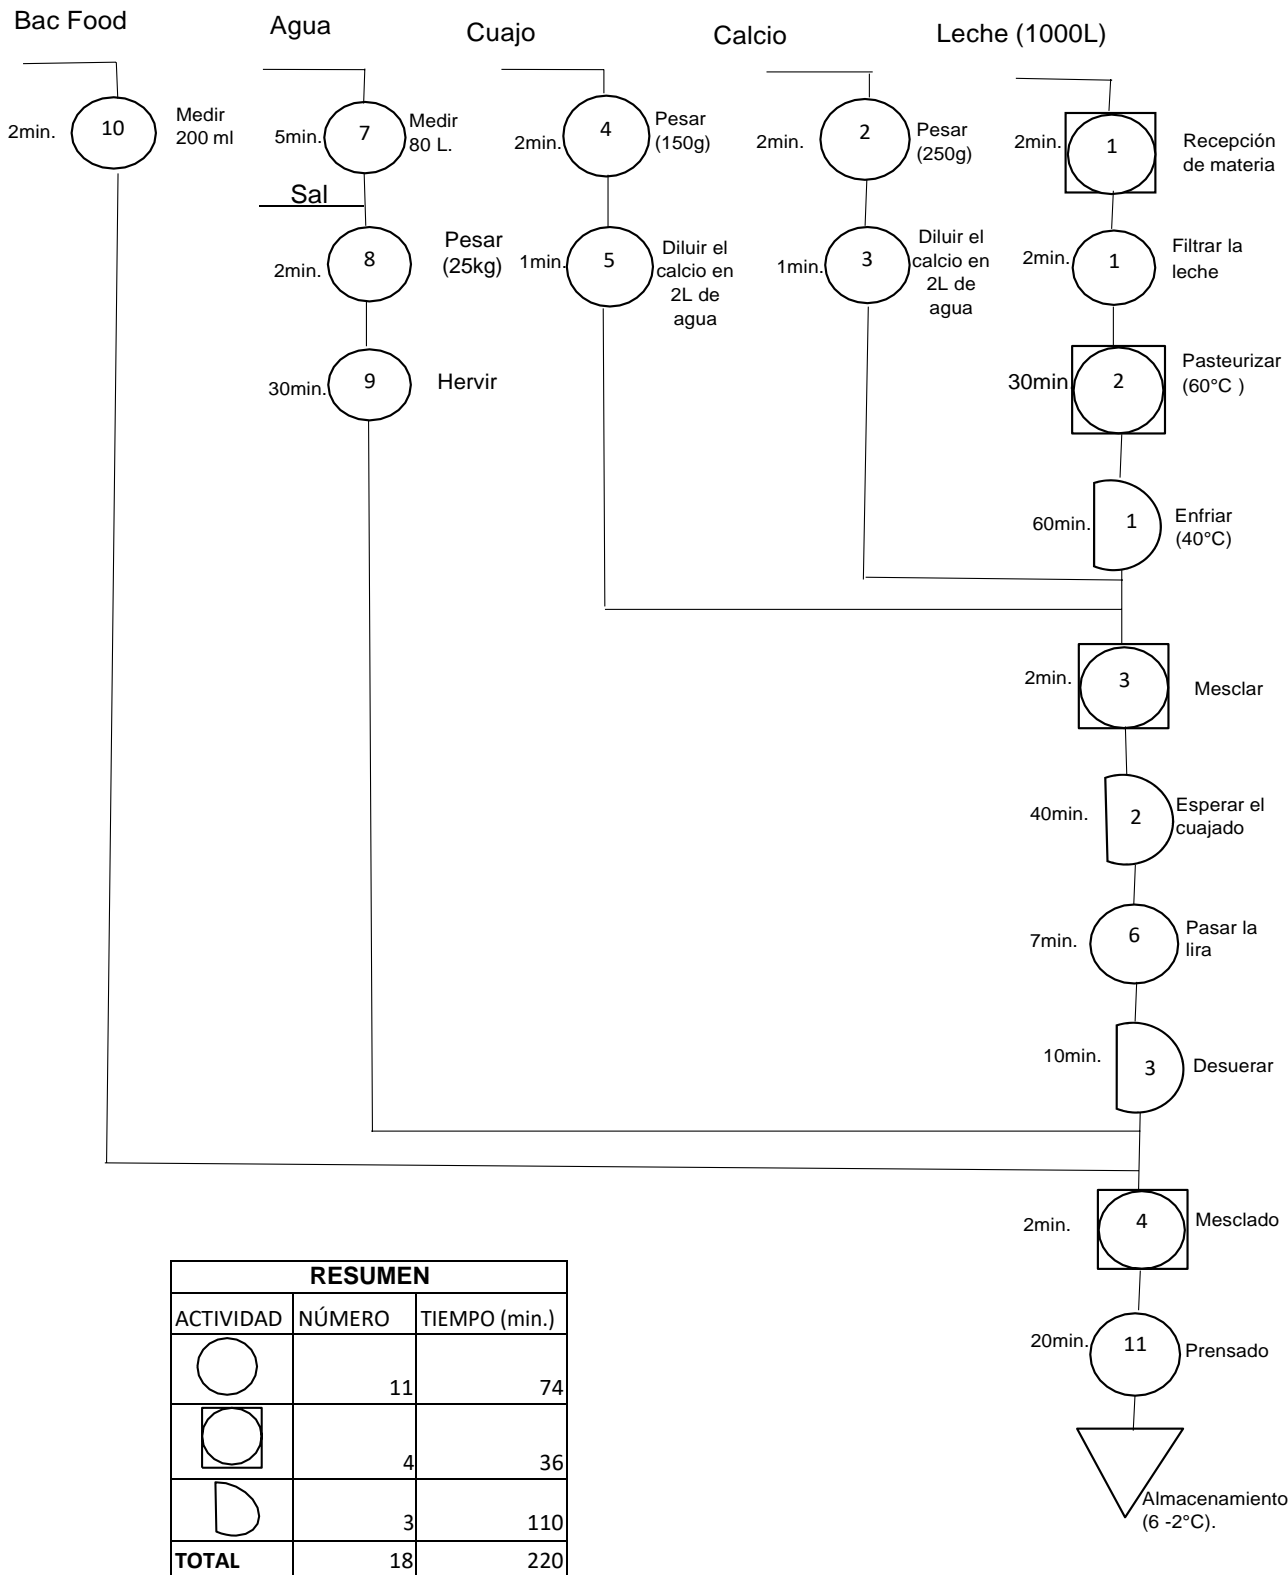 Bac Food
Agua
Cuajo
Calcio
Leche (1000L)
2min.
10
Medir
200 ml
5min.
7
Medir
80 L.
2min.
4
Pesar
(150g)
2min.
2
Pesar
(250g)
2min.
1
Recepción
de materia
Sal
2min.
8
Pesar
(25kg)
1min.
5
Diluir el
calcio en
2L de
agua
1min.
3
Diluir el
calcio en
2L de
agua
2min.
1
Filtrar la
leche
30min.
9
Hervir
30min
2
Pasteurizar
(60°C )
60min.
1
Enfriar
(40°C)
2min.
3
Mesclar
40min.
2
Esperar el
cuajado
7min.
6
Pasar la
lira
10min.
3
Desuerar
2min.
4
Mesclado
20min.
11
Prensado
Almacenamiento
(6 -2°C).
RESUMEN
ACTIVIDAD NÚMERO TIEMPO (min.)
11 74
4 36
3 110
TOTAL 18 220